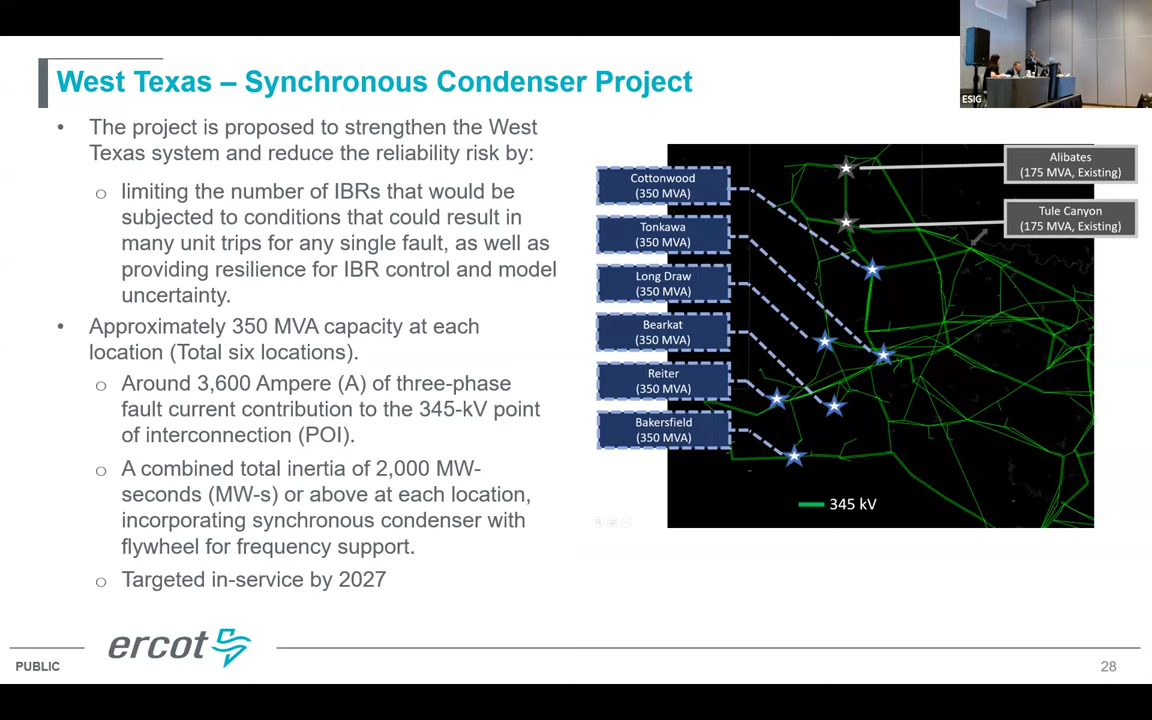 West Texas – Synchronous Condenser Project
• The project is proposed to strengthen the West
Texas system and reduce the reliability risk by:
o limiting the number of IBRs that would be
subjected to conditions that could result in
many unit trips for any single fault, as well as
providing resilience for IBR control and model
uncertainty.
• Approximately 350 MVA capacity at each
location (Total six locations).
o Around 3,600 Ampere (A) of three-phase
fault current contribution to the 345-kV point
of interconnection (POI).
o A combined total inertia of 2,000 MW-
seconds (MW-s) or above at each location,
incorporating synchronous condenser with
flywheel for frequency support.
o Targeted in-service by 2027
Cottonwood
(350 MVA)
Tonkawa
(350 MVA)
Long Draw
(350 MVA)
Bearkat
(350 MVA)
Reiter
(350 MVA)
Bakersfield
(350 MVA)
Alibates
(175 MVA, Existing)
Tule Canyon
(175 MVA, Existing)
345 kV
ESIG
ercot
PUBLIC
28